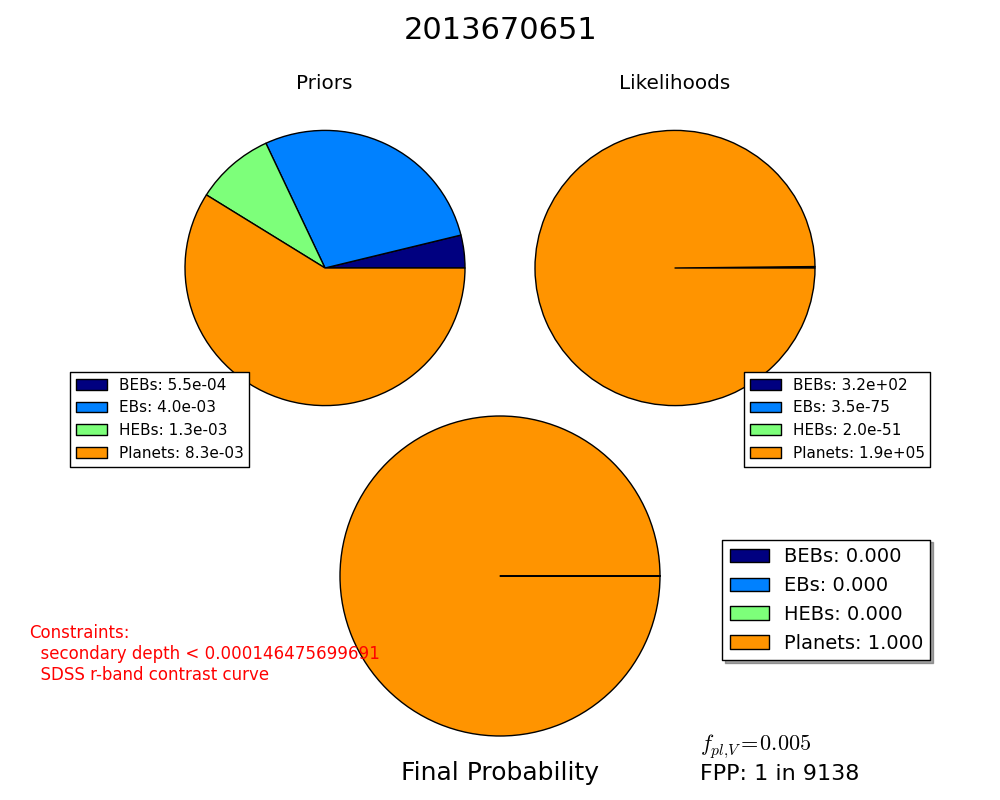 2013670651
Priors
Likelihoods
BEBs: 5.5e-04
EBs: 4.0e-03
HEBs: 1.3e-03
Planets: 8.3e-03
BEBs: 3.2e+02
EBs: 3.5e-75
HEBs: 2.0e-51
Planets: 1.9e+05
BEBs: 0.000
EBs: 0.000
HEBs: 0.000
Planets: 1.000
Constraints:
secondary depth < 0.000146475699691
SDSS r-band contrast curve
f_{pl,V}=0.005
Final Probability
FPP: 1 in 9138